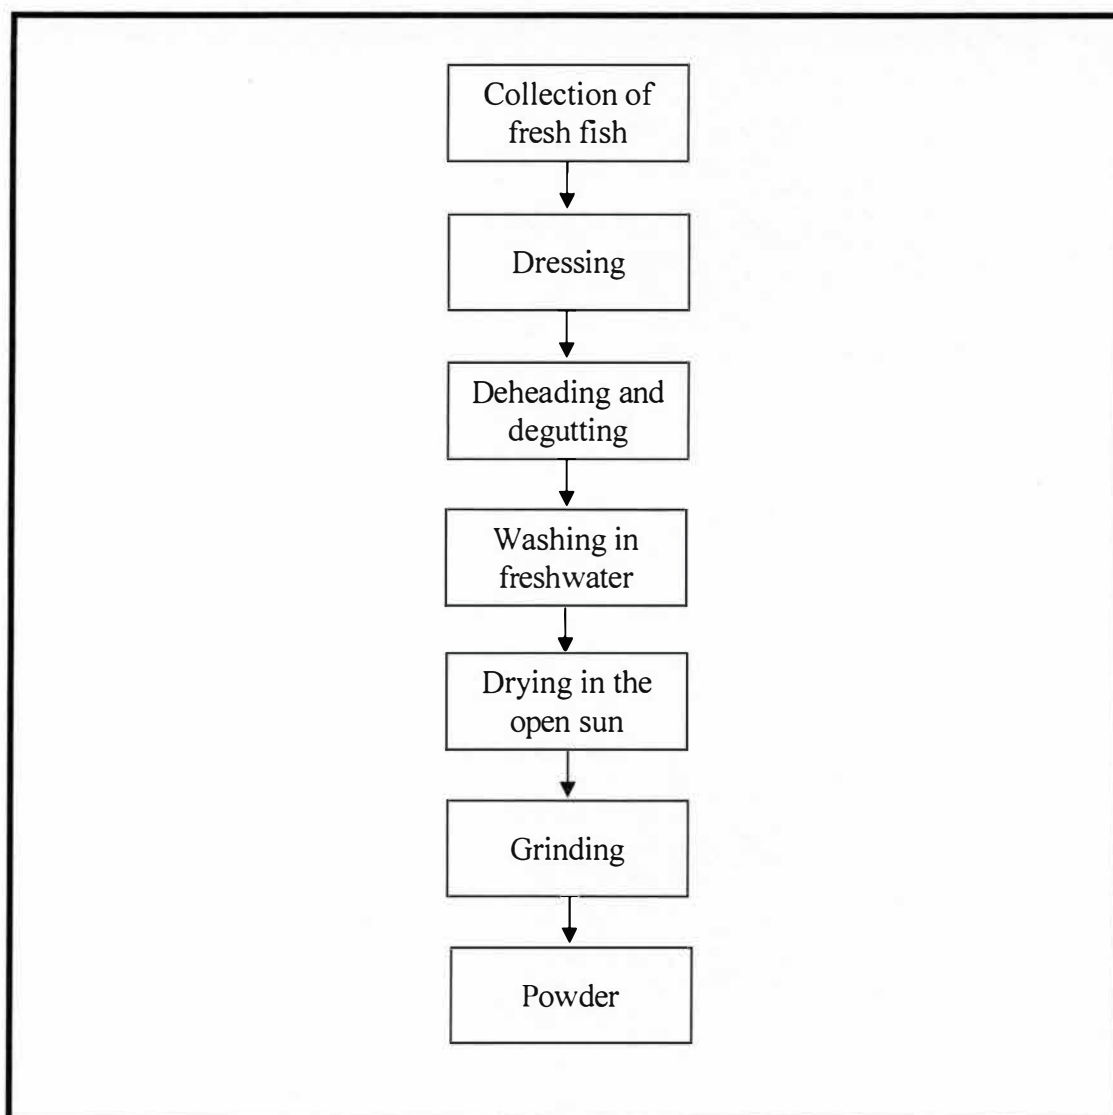 Collection of
fresh fish
Dressing
Deheading and
degutting
Washing in
freshwater
Drying in the
open sun
Grinding
Powder